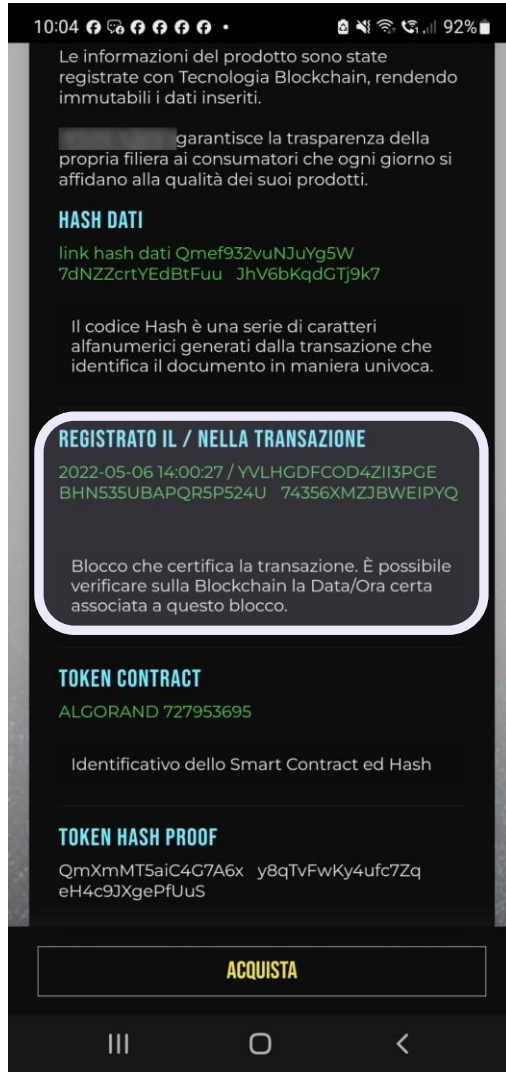 10:04
92%
Le informazioni del prodotto sono state
registrate con Tecnologia Blockchain, rendendo
immutabili i dati inseriti.
garantisce la trasparenza della
propria filiera ai consumatori che ogni giorno si
affidano alla qualità dei suoi prodotti.
HASH DATI
link hash dati Qmef932vuNJuYg5W
7dNZZcrtYEdBtFuu JhV6bKqdGTj9k7
Il codice Hash è una serie di caratteri
alfanumerici generati dalla transazione che
identifica il documento in maniera univoca.
REGISTRATO IL / NELLA TRANSAZIONE
2022-05-06 14:00:27 / YVLHGDFCOD4ZII3PGE
BHN535UBAPQR5P524U 74356XMZJBWEIPYQ
Blocco che certifica la transazione. È possibile
verificare sulla Blockchain la Data/Ora certa
associata a questo blocco.
TOKEN CONTRACT
ALGORAND 727953695
Identificativo dello Smart Contract ed Hash
TOKEN HASH PROOF
QmXmMT5aiC4G7A6x y8qTvFwKy4ufc7Zq
eH4c9JXgePfUuS
ACQUISTA